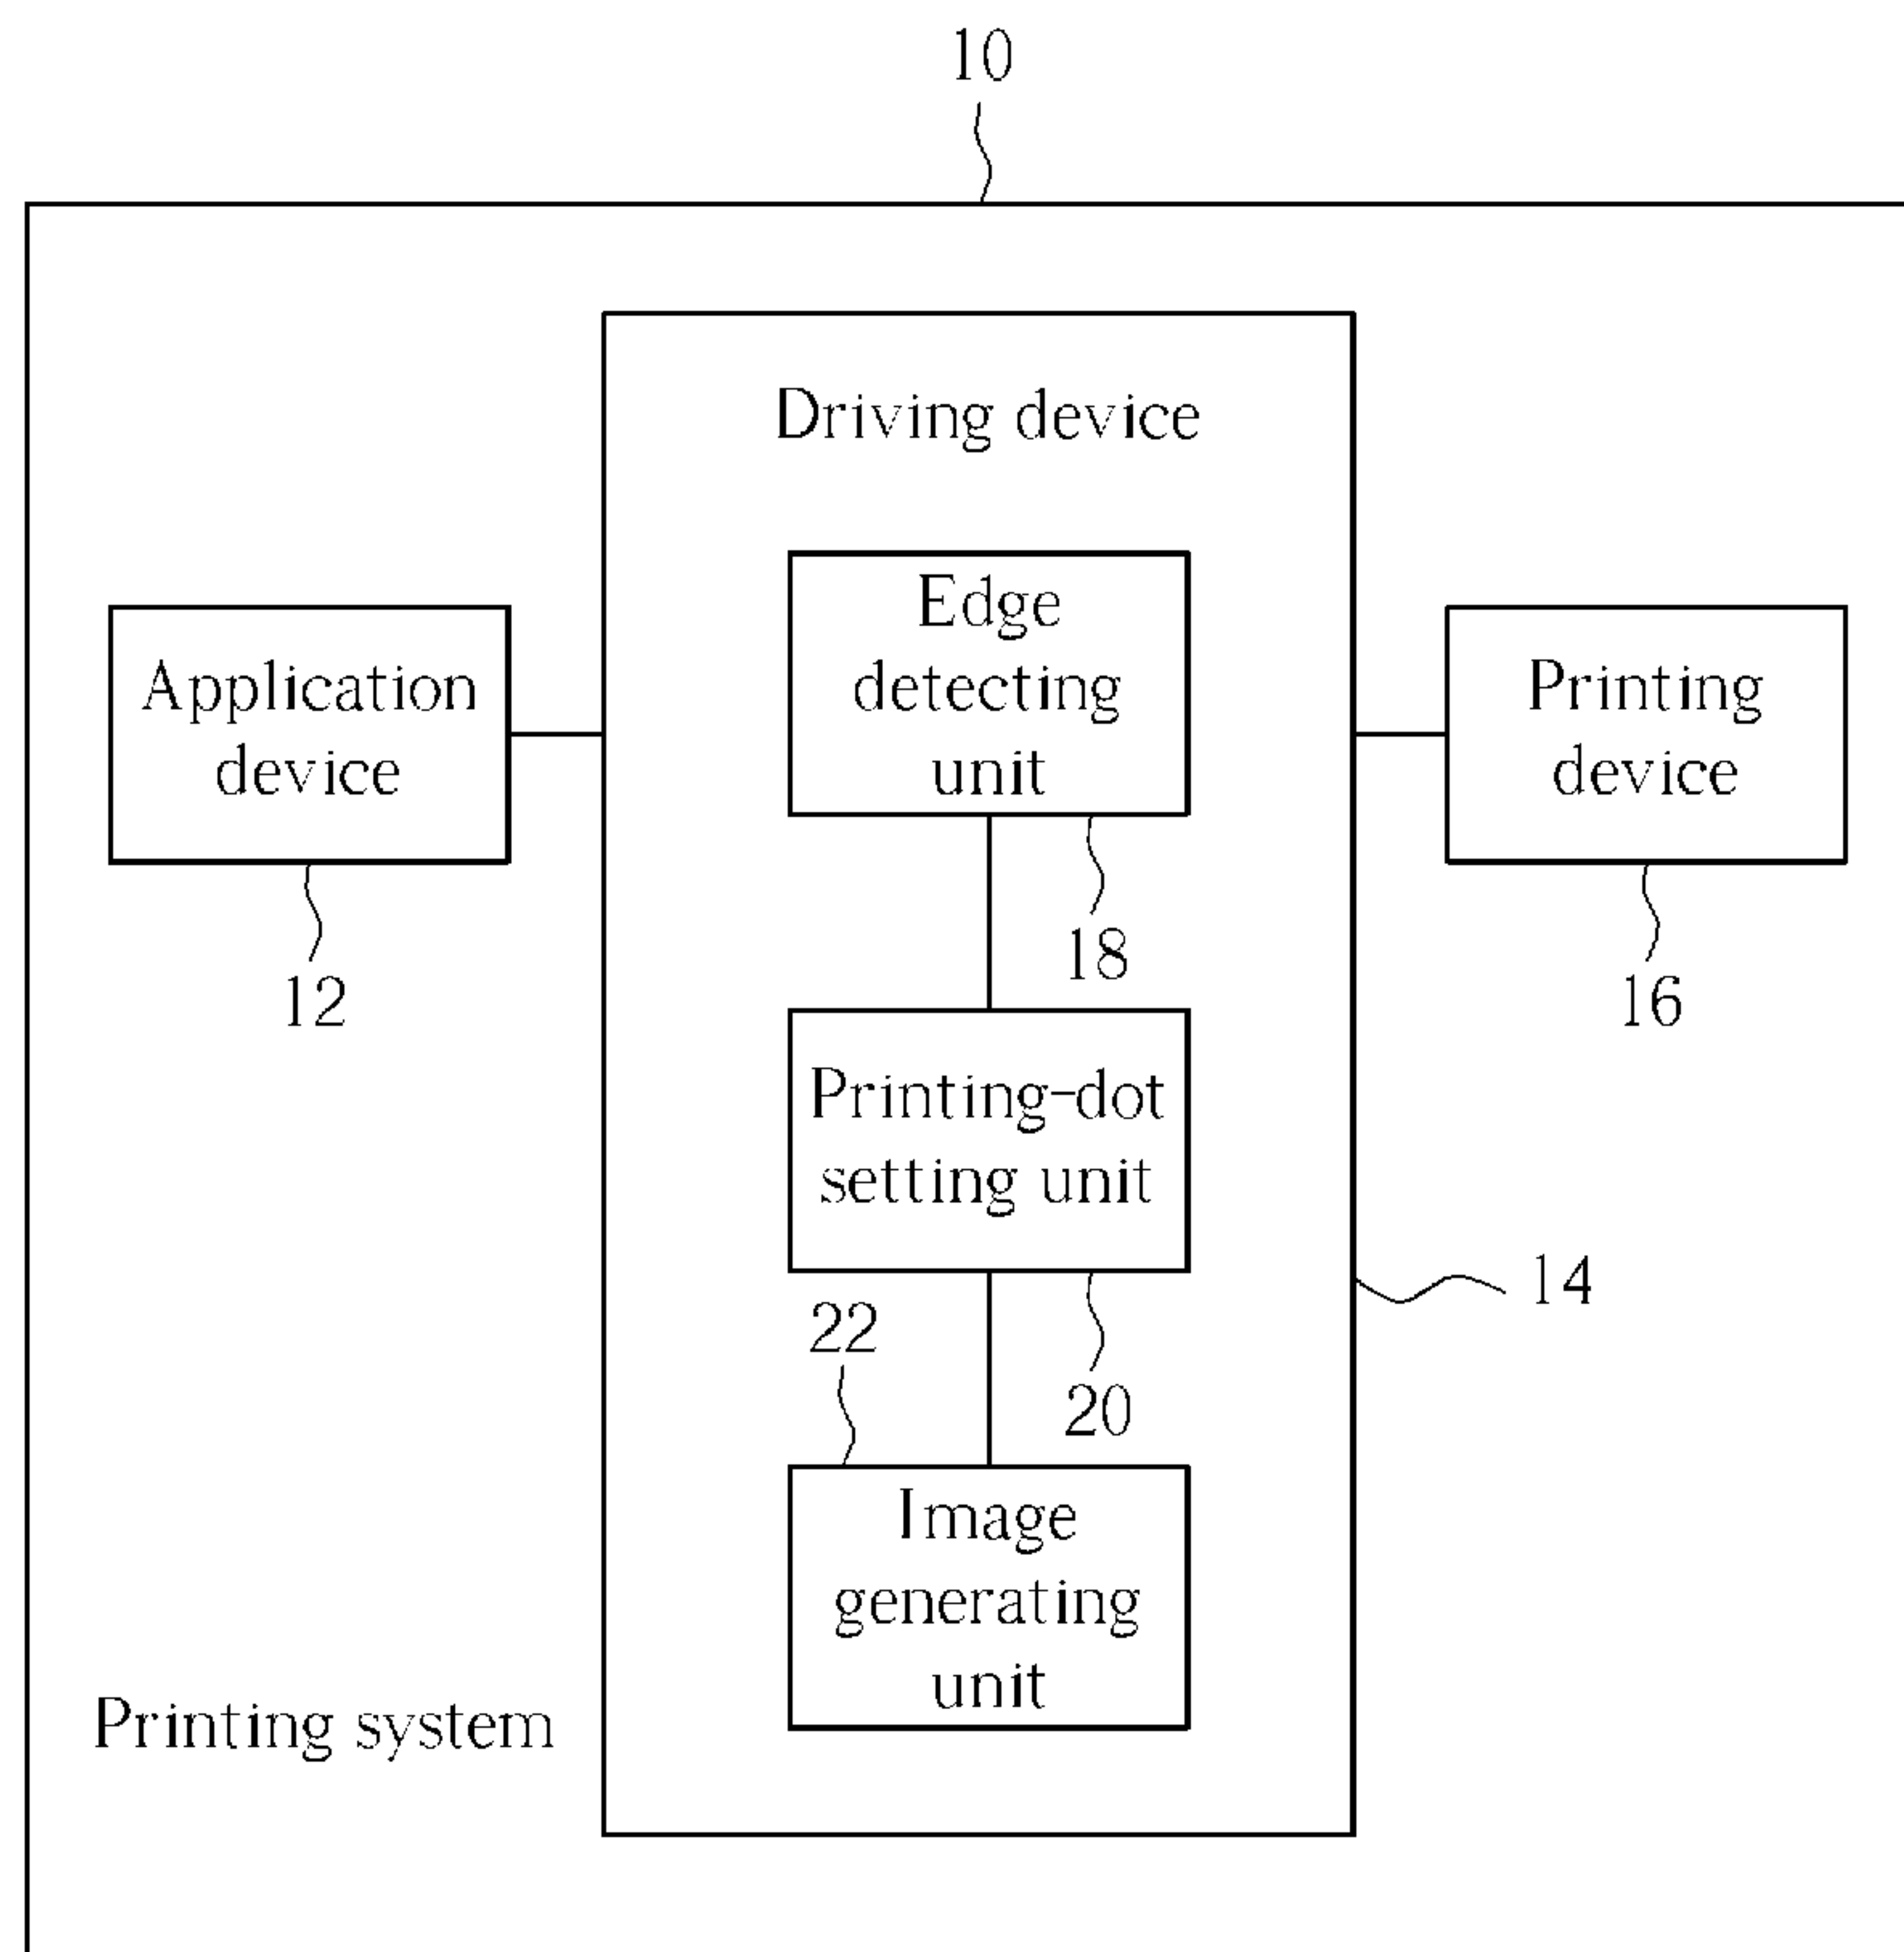 10
Driving device
Edge
detecting
unit
18
Application
device
12
Printing
device
16
Printing-dot
setting unit
20
14
22
Image
generating
unit
Printing system